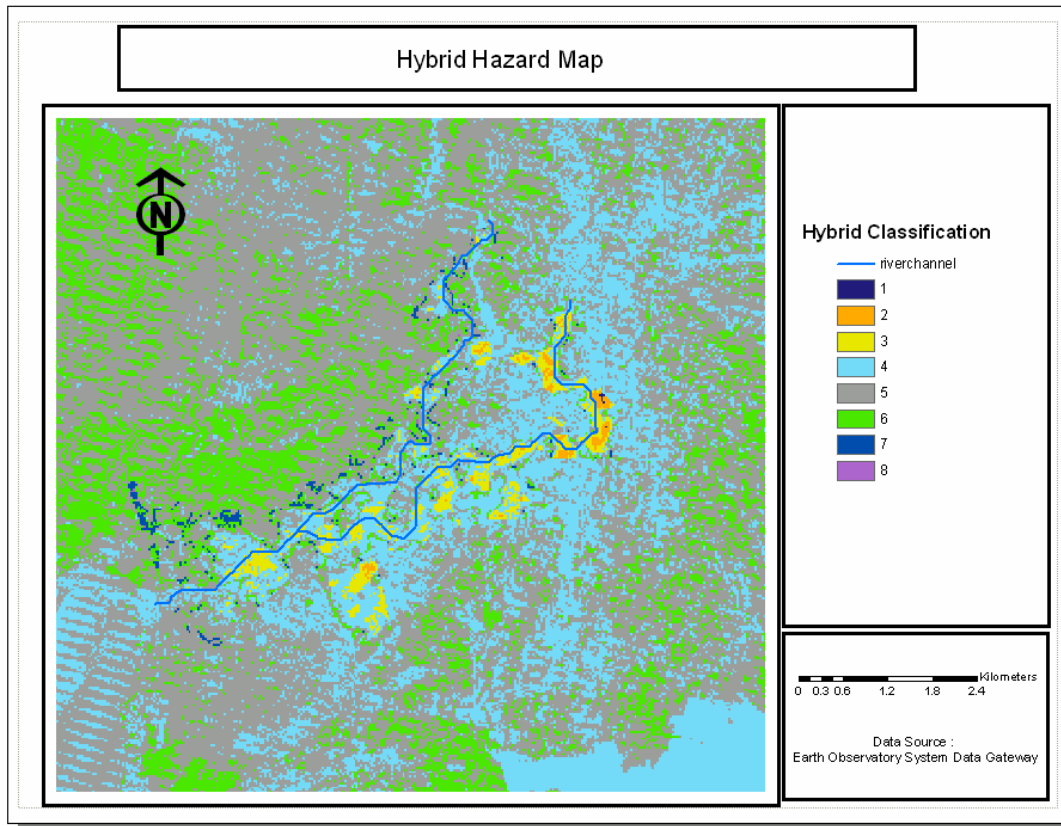 Hybrid Hazard Map
N
Hybrid Classification
riverchannel
1
2
3
4
5
6
7
8
Kilometers
0 0.3 0.6 1.2 1.8 2.4
Data Source :
Earth Observatory System Data Gateway